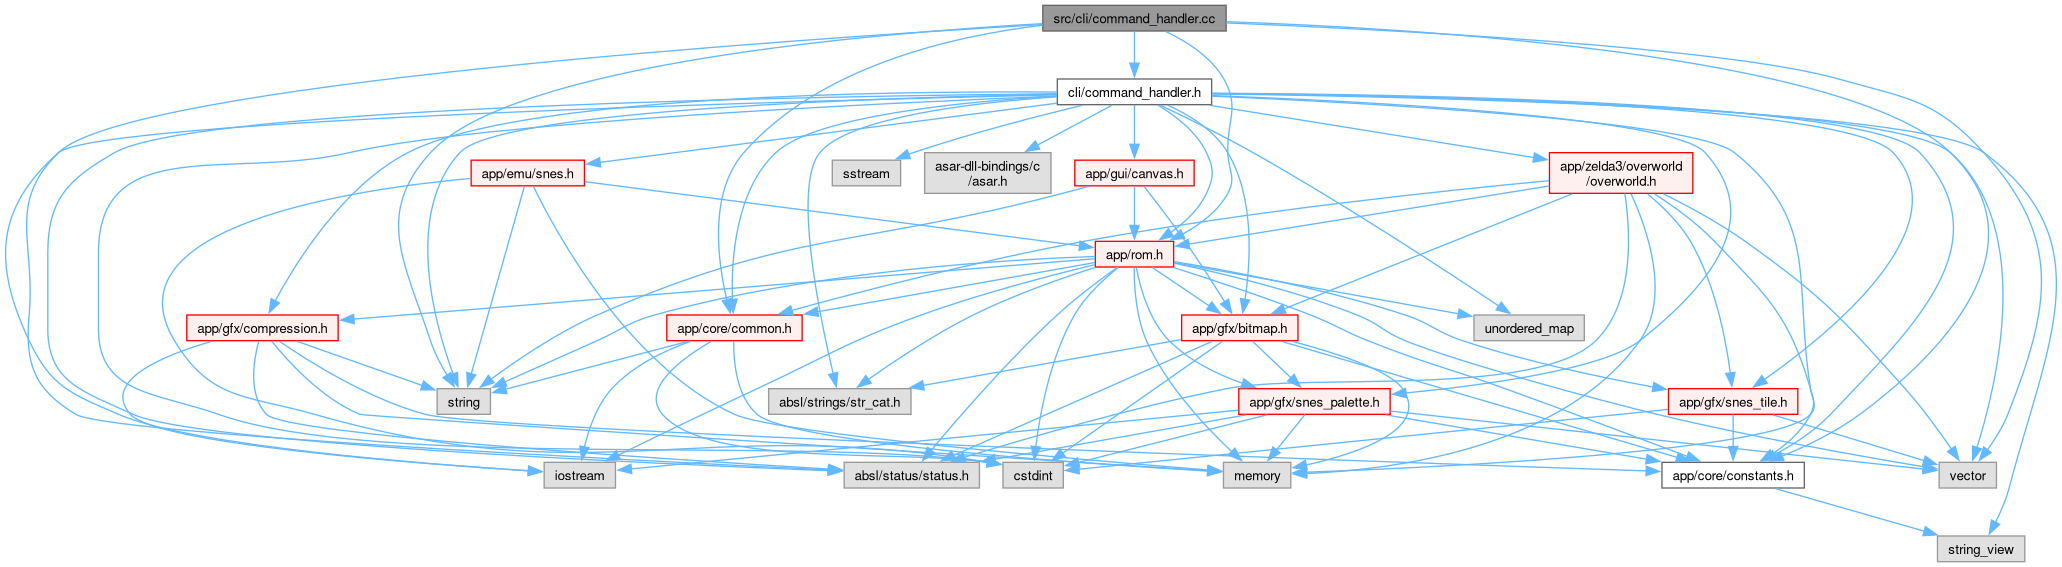 src/cli/command_handler.cc
cli/command_handler.h
app/emu/snes.h
sstream
asar-dll-bindings/c
/asar.h
app/gui/canvas.h
app/zelda3/overworld
/overworld.h
app/rom.h
app/gfx/compression.h
app/core/common.h
app/gfx/bitmap.h
unordered_map
string
absl/strings/str_cat.h
app/gfx/snes_palette.h
app/gfx/snes_tile.h
iostream
absl/status/status.h
cstdint
memory
app/core/constants.h
vector
string_view